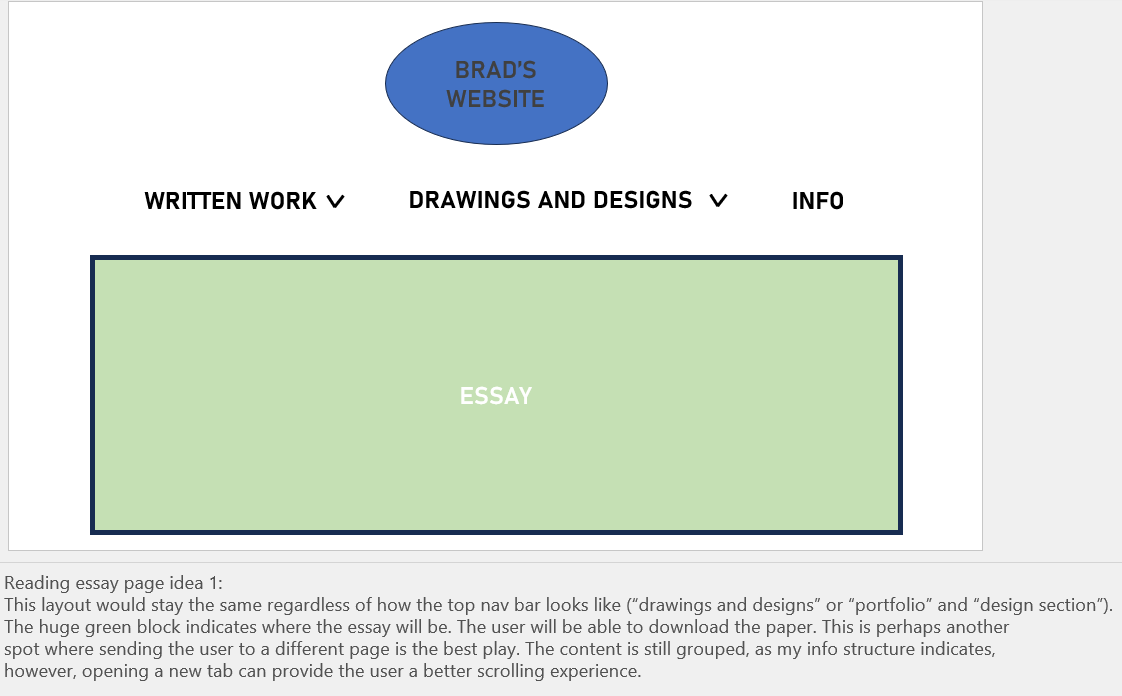 BRAD'S
WEBSITE
WRITTEN WORK
DRAWINGS AND DESIGNS
INFO
ESSAY
Reading essay page idea 1:
This layout would stay the same regardless of how the top nav bar looks like (“drawings and designs” or “portfolio” and “design section”).
The huge green block indicates where the essay will be. The user will be able to download the paper. This is perhaps another
spot where sending the user to a different page is the best play. The content is still grouped, as my info structure indicates,
however, opening a new tab can provide the user a better scrolling experience.